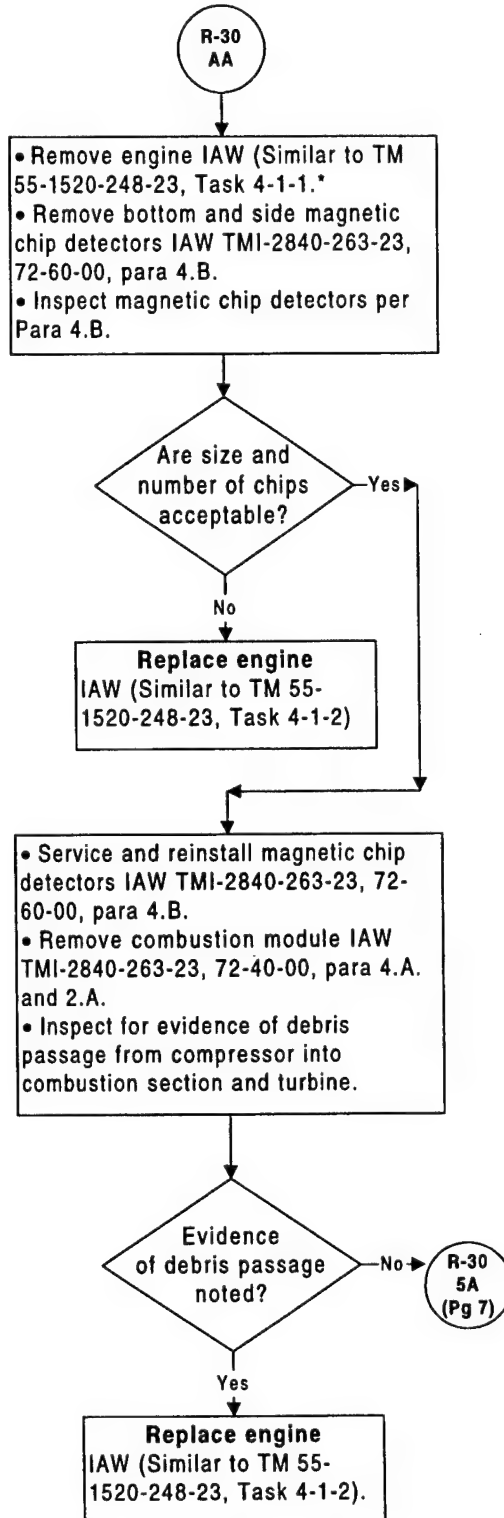 R-30
AA
• Remove engine IAW (Similar to TM
55-1520-248-23, Task 4-1-1.*
• Remove bottom and side magnetic
chip detectors IAW TMI-2840-263-23,
72-60-00, para 4.B.
• Inspect magnetic chip detectors per
Para 4.B.
Are size and
number of chips
acceptable?
Yes
No
Replace engine
IAW (Similar to TM 55-
1520-248-23, Task 4-1-2)
• Service and reinstall magnetic chip
detectors IAW TMI-2840-263-23, 72-
60-00, para 4.B.
• Remove combustion module IAW
TMI-2840-263-23, 72-40-00, para 4.A.
and 2.A.
• Inspect for evidence of debris
passage from compressor into
combustion section and turbine.
Evidence
of debris passage
noted?
No
R-30
5A
(Pg 7)
Yes
Replace engine
IAW (Similar to TM 55-
1520-248-23, Task 4-1-2).